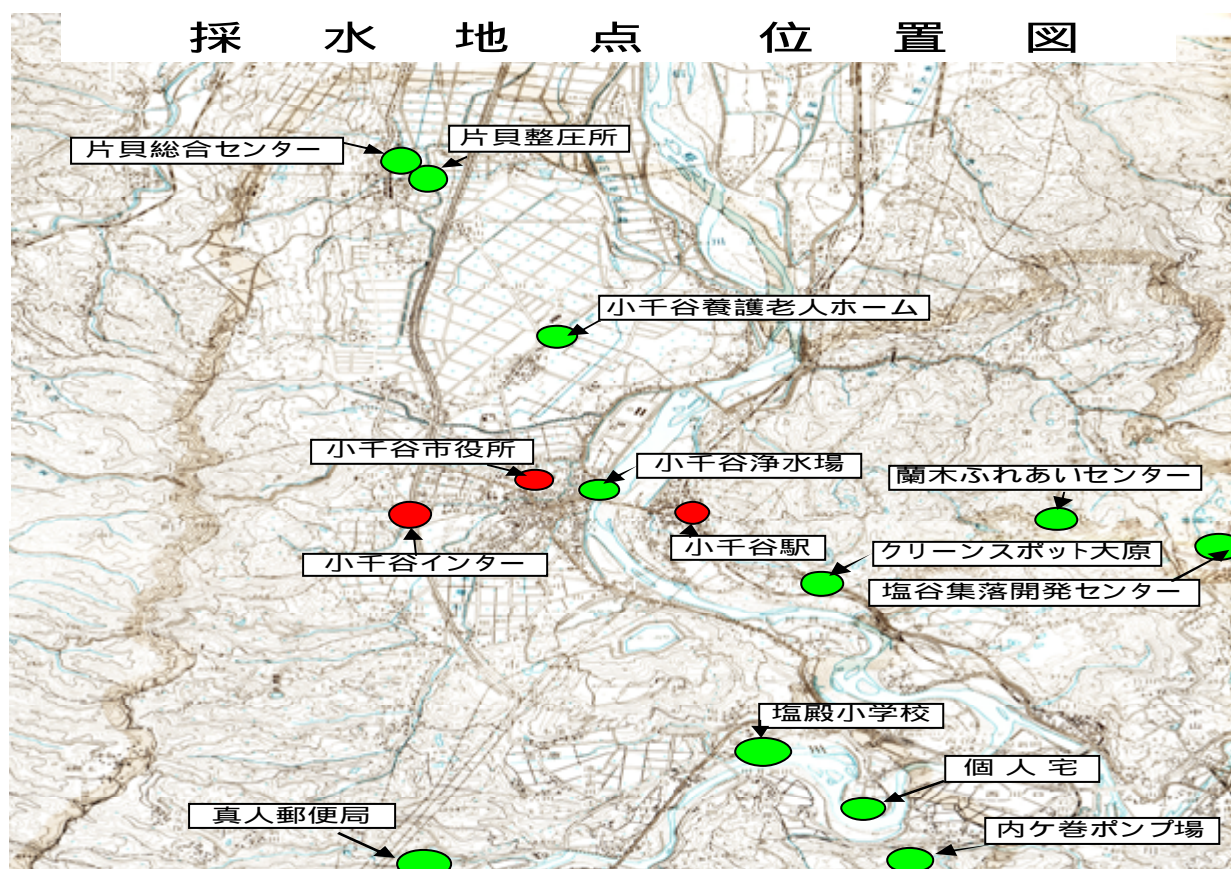 採水地点位置図
片貝整圧所
片貝総合センター
小千谷養護老人ホーム
小千谷市役所
小千谷浄水場
蘭木ふれあいセンター
小千谷インター
小千谷駅
クリーンスポット大原
塩谷集落開発センター
塩殿小学校
個人宅
真人郵便局
内ケ巻ポンプ場